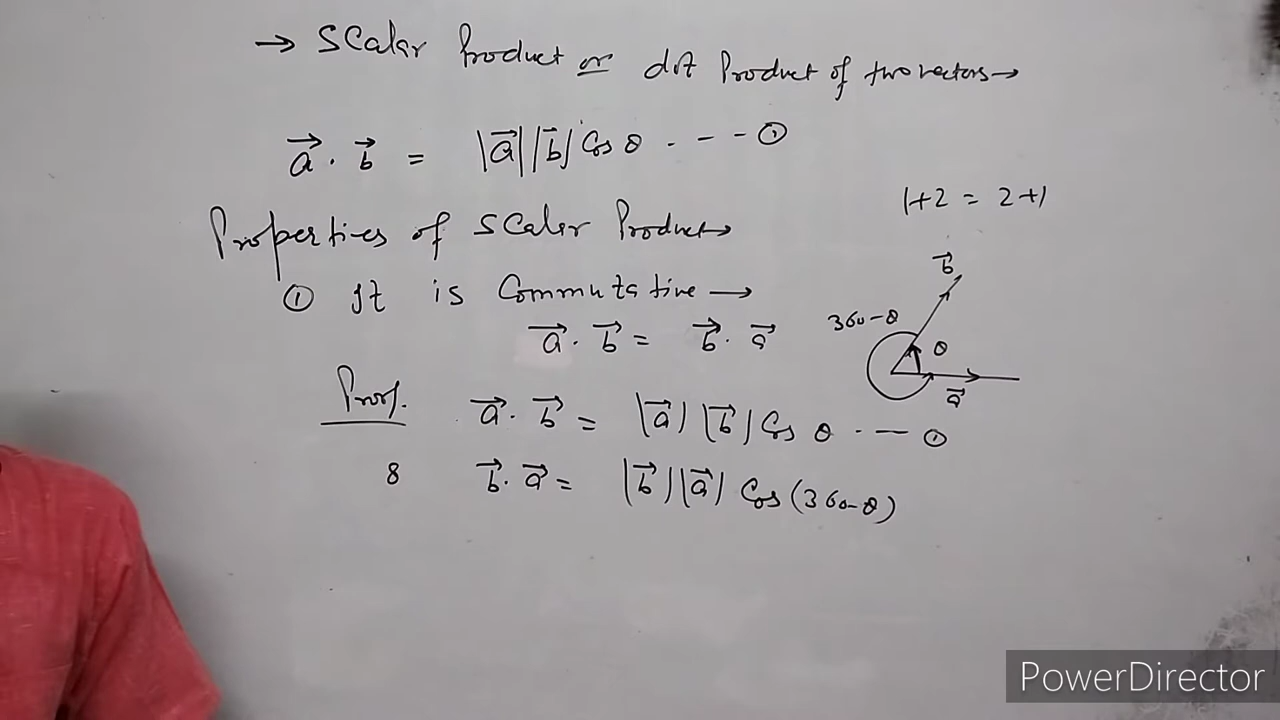 → Scalar Product or dot Product of two vectors →
a⃗ · b⃗ = |a⃗| |b⃗| Cos θ . - - - ①
1+2 = 2+1
Properties of Scalar Product →
① It is Commutative →
a⃗ · b⃗ = b⃗ · a⃗
b⃗
360-θ
θ
a⃗
Proof.
a⃗ · b⃗ = |a⃗| |b⃗| Cos θ . - - ①
8 b⃗ · a⃗ = |b⃗| |a⃗| Cos (360-θ)
PowerDirector